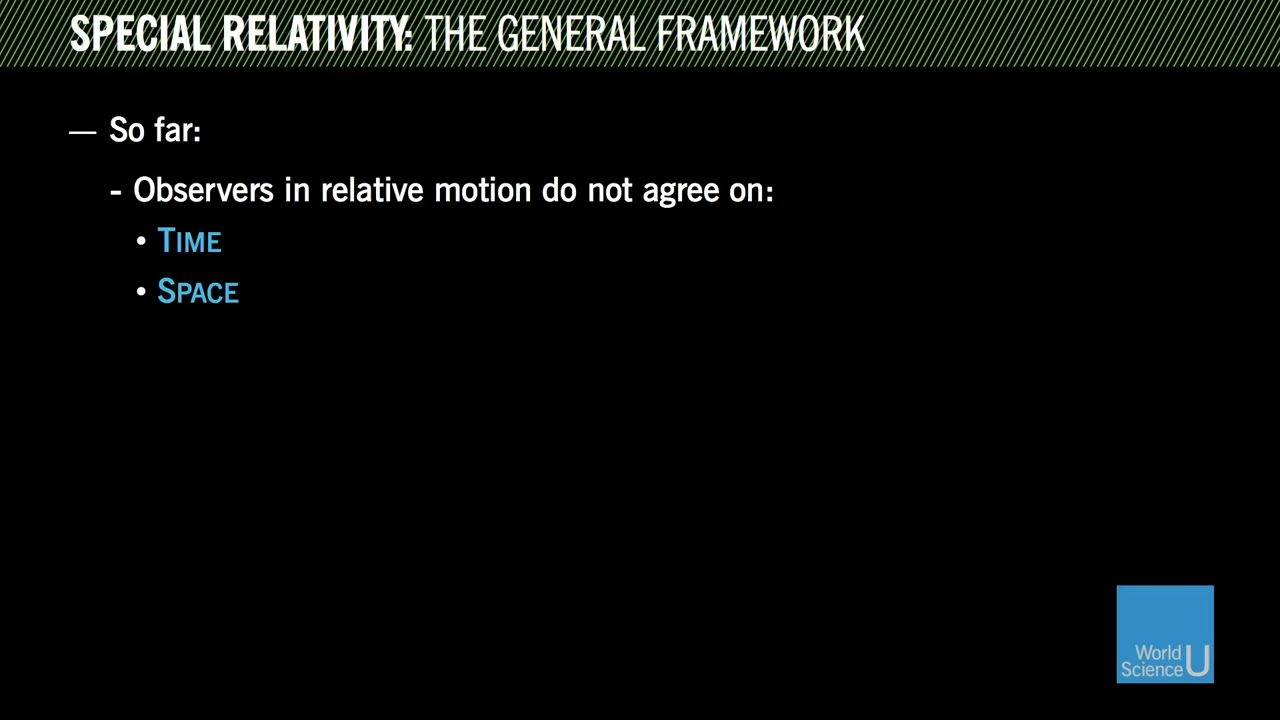 SPECIAL RELATIVITY: THE GENERAL FRAMEWORK
— So far:
- Observers in relative motion do not agree on:
• TIME
• SPACE
World
Science U